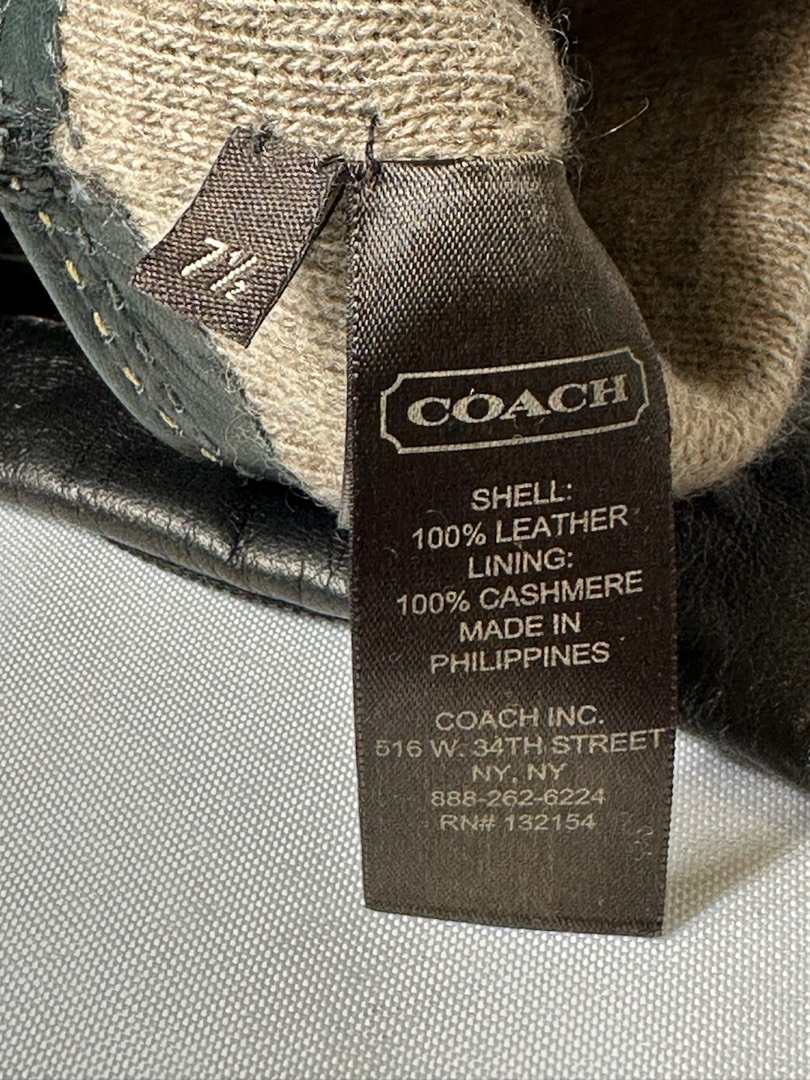 7½
COACH
SHELL:
100% LEATHER
LINING:
100% CASHMERE
MADE IN
PHILIPPINES
COACH INC.
516 W. 34TH STREET
NY, NY
888-262-6224
RN# 132154